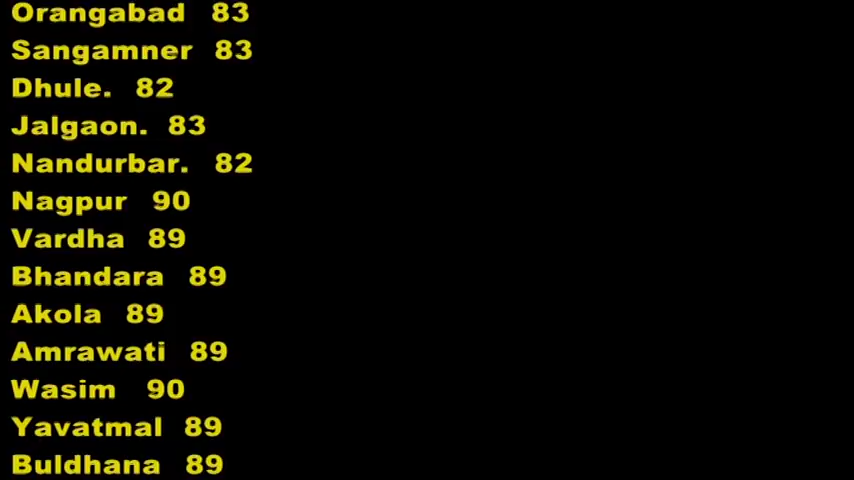 Orangabad 83
Sangamner 83
Dhule. 82
Jalgaon. 83
Nandurbar. 82
Nagpur 90
Vardha 89
Bhandara 89
Akola 89
Amrawati 89
Wasim 90
Yavatmal 89
Buldhana 89